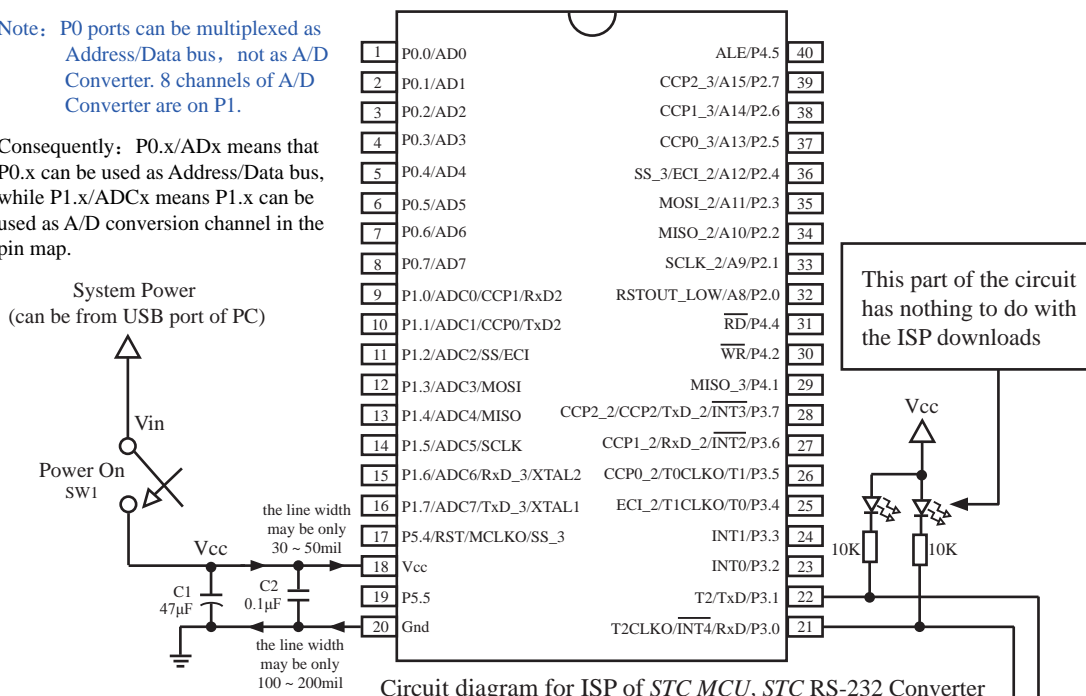 Note：P0 ports can be multiplexed as
Address/Data bus，not as A/D
Converter. 8 channels of A/D
Converter are on P1.
Consequently：P0.x/ADx means that
P0.x can be used as Address/Data bus,
while P1.x/ADCx means P1.x can be
used as A/D conversion channel in the
pin map.
System Power
(can be from USB port of PC)
Vin
Power On
SW1
Vcc
the line width
may be only
30 ~ 50mil
C1
47μF
C2
0.1μF
the line width
may be only
100 ~ 200mil
1 P0.0/AD0
2 P0.1/AD1
3 P0.2/AD2
4 P0.3/AD3
5 P0.4/AD4
6 P0.5/AD5
7 P0.6/AD6
8 P0.7/AD7
9 P1.0/ADC0/CCP1/RxD2
10 P1.1/ADC1/CCP0/TxD2
11 P1.2/ADC2/SS/ECI
12 P1.3/ADC3/MOSI
13 P1.4/ADC4/MISO
14 P1.5/ADC5/SCLK
15 P1.6/ADC6/RxD_3/XTAL2
16 P1.7/ADC7/TxD_3/XTAL1
17 P5.4/RST/MCLKO/SS_3
18 Vcc
19 P5.5
20 Gnd
ALE/P4.5 40
CCP2_3/A15/P2.7 39
CCP1_3/A14/P2.6 38
CCP0_3/A13/P2.5 37
SS_3/ECI_2/A12/P2.4 36
MOSI_2/A11/P2.3 35
MISO_2/A10/P2.2 34
SCLK_2/A9/P2.1 33
RSTOUT_LOW/A8/P2.0 32
RD/P4.4 31
WR/P4.2 30
MISO_3/P4.1 29
CCP2_2/CCP2/TxD_2/INT3/P3.7 28
CCP1_2/RxD_2/INT2/P3.6 27
CCP0_2/T0CLKO/T1/P3.5 26
ECI_2/T1CLKO/T0/P3.4 25
INT1/P3.3 24
INT0/P3.2 23
T2/TxD/P3.1 22
T2CLKO/INT4/RxD/P3.0 21
This part of the circuit
has nothing to do with
the ISP downloads
Vcc
10K
10K
Circuit diagram for ISP of STC MCU, STC RS-232 Converter